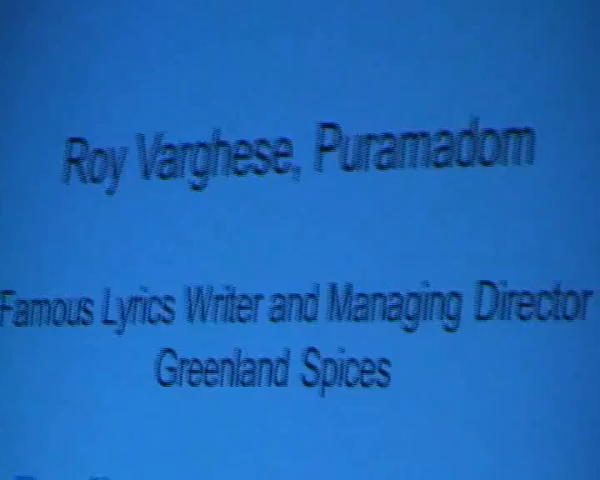 Roy Varghese, Puramadom
Famous Lyrics Writer and Managing Director
Greenland Spices